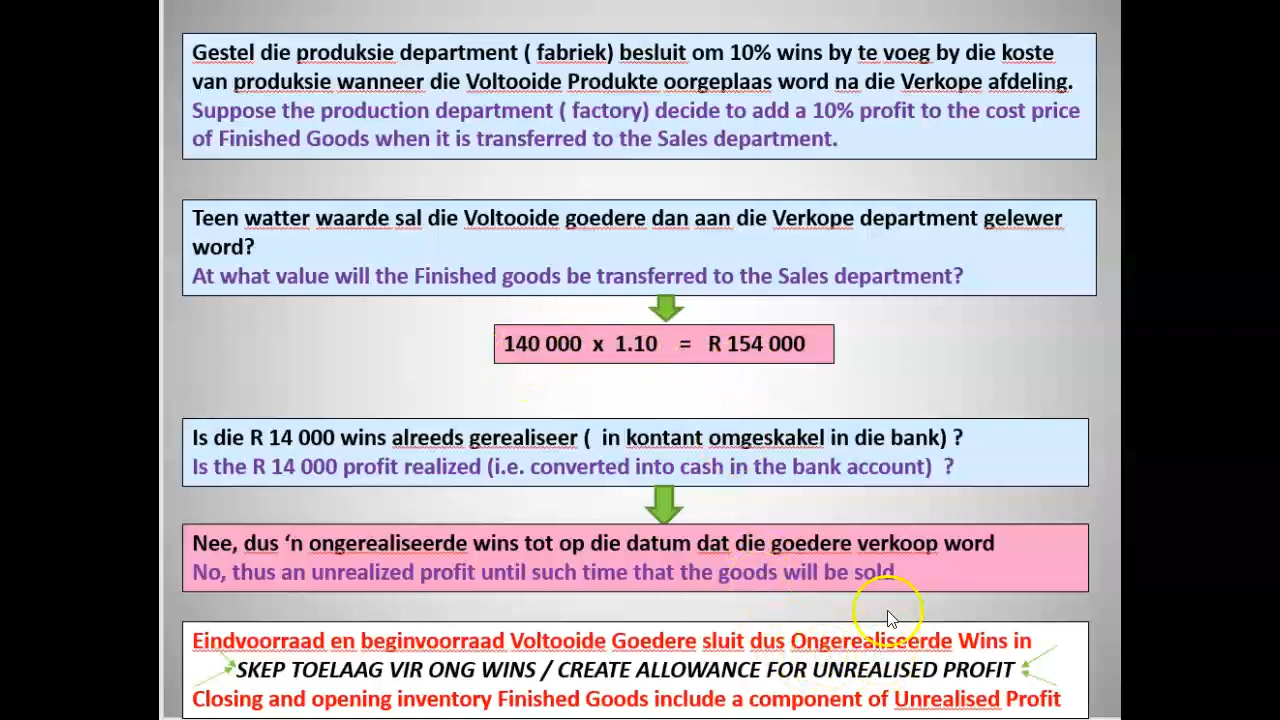 Gestel die produksie department ( fabriek) besluit om 10% wins by te voeg by die koste
van produksie wanneer die Voltooide Produkte oorgeplaas word na die Verkope afdeling.
Suppose the production department ( factory) decide to add a 10% profit to the cost price
of Finished Goods when it is transferred to the Sales department.
Teen watter waarde sal die Voltooide goedere dan aan die Verkope department gelewer
word?
At what value will the Finished goods be transferred to the Sales department?
140 000 x 1.10 = R 154 000
Is die R 14 000 wins alreeds gerealiseer ( in kontant omgeskakel in die bank) ?
Is the R 14 000 profit realized (i.e. converted into cash in the bank account) ?
Nee, dus ‘n ongerealiseerde wins tot op die datum dat die goedere verkoop word
No, thus an unrealized profit until such time that the goods will be sold
Eindvoorraad en beginvoorraad Voltooide Goedere sluit dus Ongerealiseerde Wins in
SKEP TOELAAG VIR ONG WINS / CREATE ALLOWANCE FOR UNREALISED PROFIT
Closing and opening inventory Finished Goods include a component of Unrealised Profit